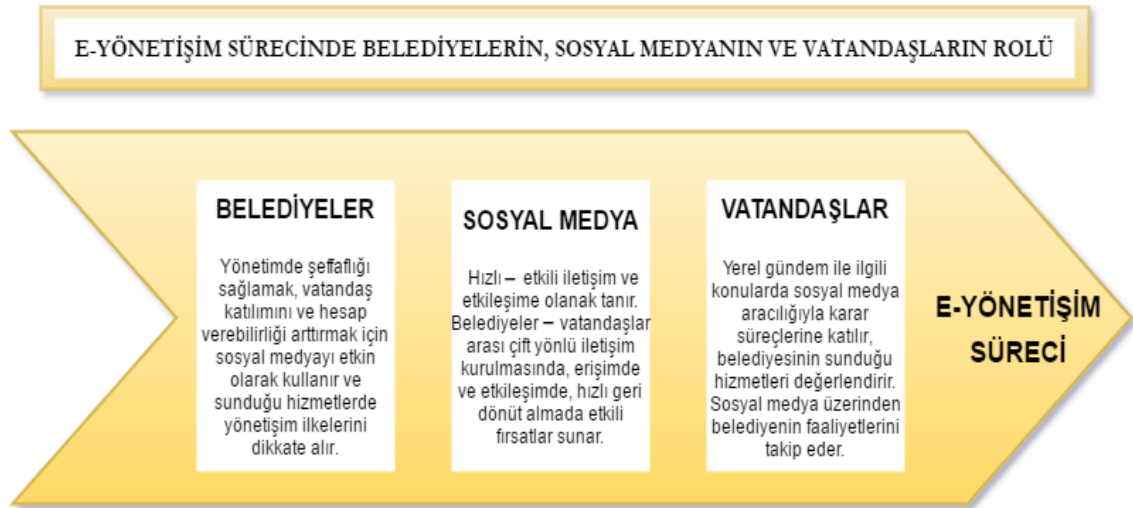 E-YÖNETİŞİM SÜRECİNDE BELEDİYELERİN, SOSYAL MEDYANIN VE VATANDAŞLARIN ROLÜ
BELEDİYELER
Yönetimde şeffaflığı
sağlamak, vatandaş
katılımını ve hesap
verebilirliği arttırmak için
sosyal medyayı etkin
olarak kullanır ve
sunduğu hizmetlerde
yönetişim ilkelerini
dikkate alır.
SOSYAL MEDYA
Hızlı – etkili iletişim ve
etkileşime olanak tanır.
Belediyeler – vatandaşlar
arası çift yönlü iletişim
kurulmasında, erişimde
ve etkileşimde, hızlı geri
dönüt almada etkili
fırsatlar sunar.
VATANDAŞLAR
Yerel gündem ile ilgili
konularda sosyal medya
aracılığıyla karar
süreçlerine katılır,
belediyesinin sunduğu
hizmetleri değerlendirir.
Sosyal medya üzerinden
belediyenin faaliyetlerini
takip eder.
E-YÖNETİŞİM
SÜRECİ